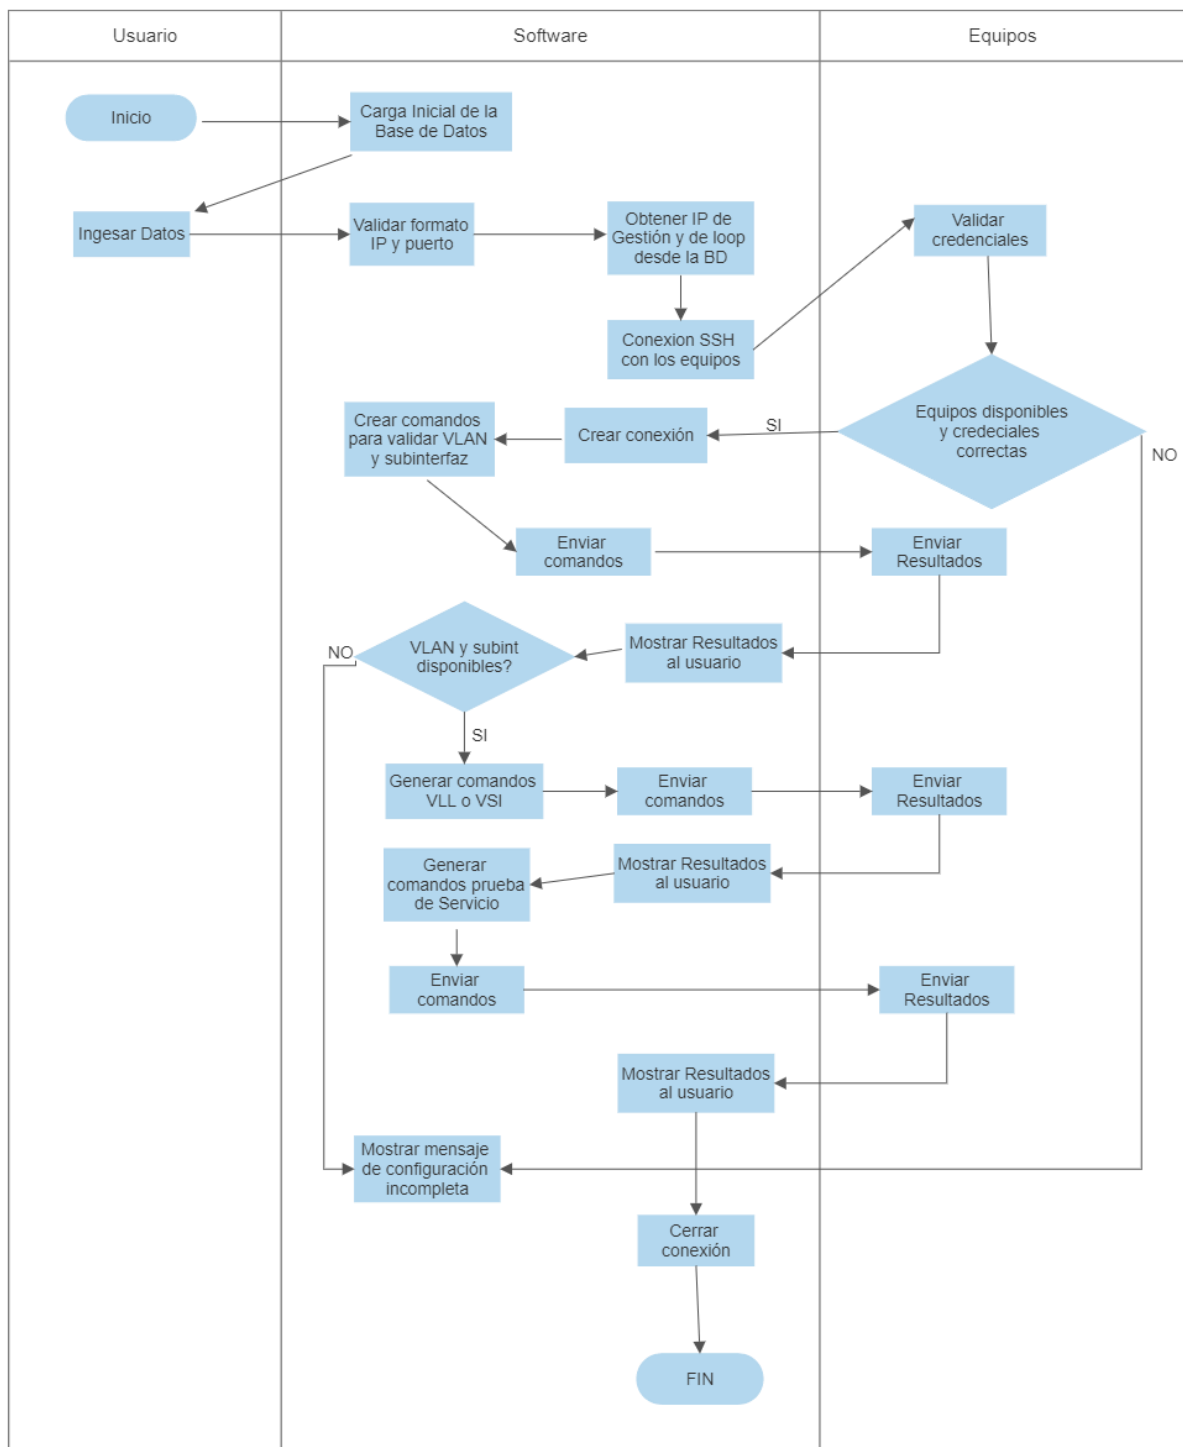 Usuario
Software
Equipos
Inicio
Carga Inicial de la
Base de Datos
Ingesar Datos
Validar formato
IP y puerto
Obtener IP de
Gestión y de loop
desde la BD
Validar
credenciales
Conexion SSH
con los equipos
Equipos disponibles
y credeciales
correctas
SI
NO
Crear conexión
Crear comandos
para validar VLAN
y subinterfaz
Enviar
comandos
Enviar
Resultados
Mostrar Resultados
al usuario
VLAN y subint
disponibles?
NO
SI
Generar comandos
VLL o VSI
Enviar
comandos
Enviar
Resultados
Mostrar Resultados
al usuario
Generar
comandos prueba
de Servicio
Enviar
comandos
Enviar
Resultados
Mostrar Resultados
al usuario
Mostrar mensaje
de configuración
incompleta
Cerrar
conexión
FIN